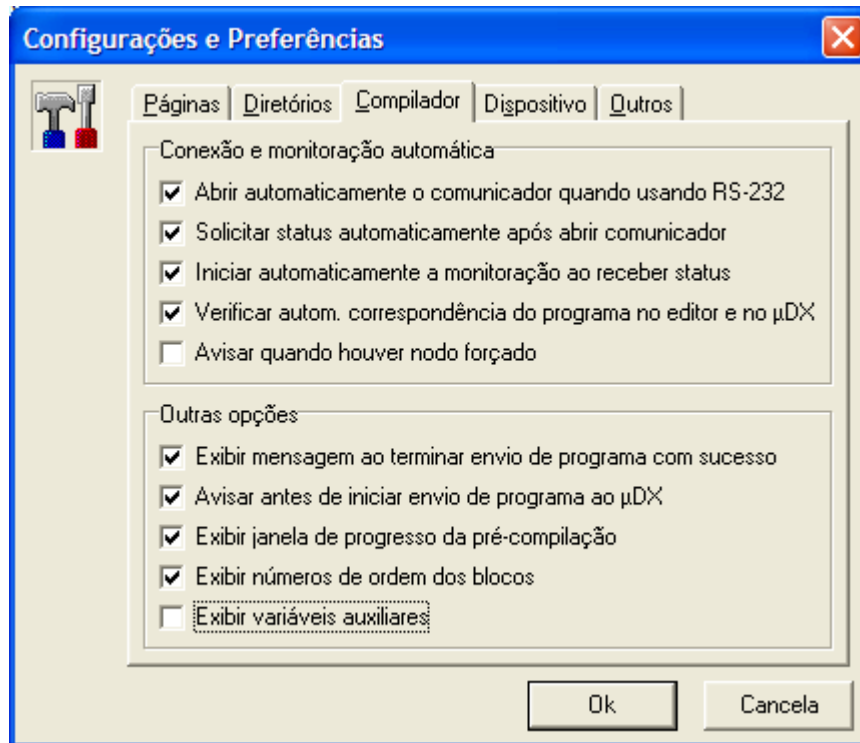 Configurações e Preferências
Páginas Diretórios Compilador Dispositivo Outros
Conexão e monitoração automática
Abrir automaticamente o comunicador quando usando RS-232
Solicitar status automaticamente após abrir comunicador
Iniciar automaticamente a monitoração ao receber status
Verificar autom. correspondência do programa no editor e no µDX
Avisar quando houver nodo forçado
Outras opções
Exibir mensagem ao terminar envio de programa com sucesso
Avisar antes de iniciar envio de programa ao µDX
Exibir janela de progresso da pré-compilação
Exibir números de ordem dos blocos
Exibir variáveis auxiliares
Ok Cancela